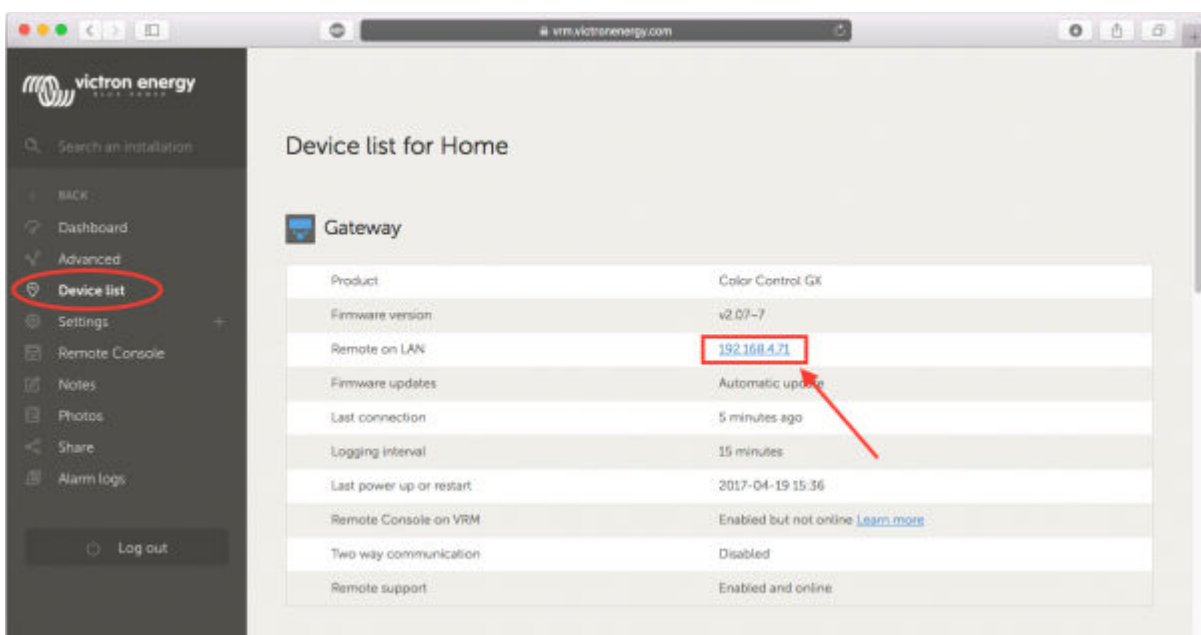 vrm.victronenergy.com
victron energy
BLUE POWER
Search an installation
BACK
Dashboard
Advanced
Device list
Settings
Remote Console
Notes
Photos
Share
Alarm logs
Log out
Device list for Home
Gateway
Product Color Control GX
Firmware version v2.07~7
Remote on LAN 192.168.4.71
Firmware updates Automatic update
Last connection 5 minutes ago
Logging interval 15 minutes
Last power up or restart 2017-04-19 15:36
Remote Console on VRM Enabled but not online Learn more
Two way communication Disabled
Remote support Enabled and online